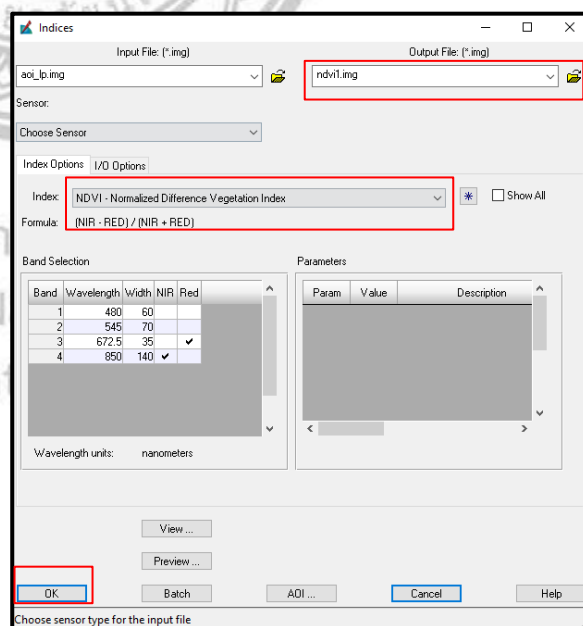 Indices
Input File: (*.img) Output File: (*.img)
aoi_lp.img ndvi1.img
Sensor:
Choose Sensor
Index Options I/O Options
Index: NDVI - Normalized Difference Vegetation Index Show All
Formula: (NIR - RED) / (NIR + RED)
Band Selection Parameters
Band Wavelength Width NIR Red Param Value Description
1 480 60
2 545 70
3 672.5 35 ✔
4 850 140 ✔
Wavelength units: nanometers
View ...
Preview ...
OK Batch AOI ... Cancel Help
Choose sensor type for the input file